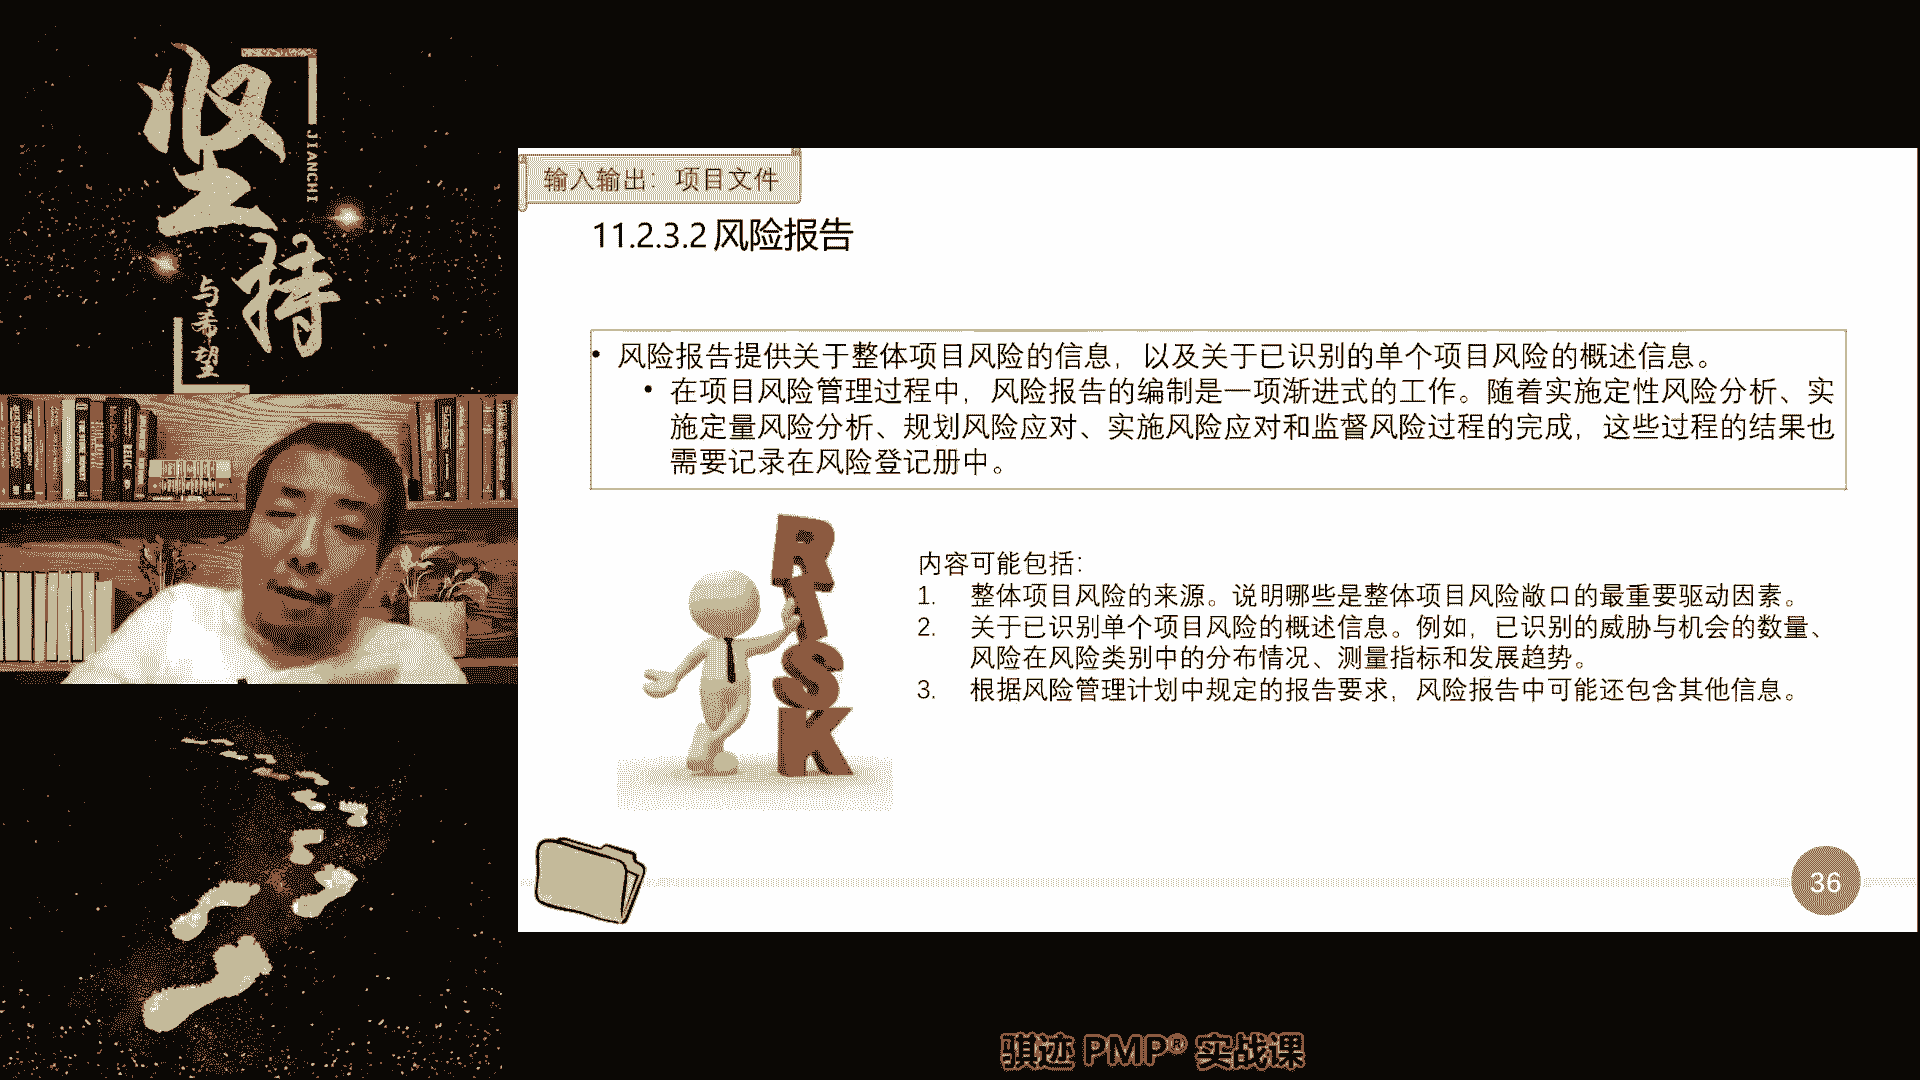 坚持
JIANCHI
与希望
输入输出：项目文件
11.2.3.2 风险报告
• 风险报告提供关于整体项目风险的信息，以及关于已识别的单个项目风险的概述信息。
• 在项目风险管理过程中，风险报告的编制是一项渐进式的工作。随着实施定性风险分析、实
施定量风险分析、规划风险应对、实施风险应对和监督风险过程的完成，这些过程的结果也
需要记录在风险登记册中。
RISK
内容可能包括：
1. 整体项目风险的来源。说明哪些是整体项目风险敞口的最重要驱动因素。
2. 关于已识别单个项目风险的概述信息。例如，已识别的威胁与机会的数量、
风险在风险类别中的分布情况、测量指标和发展趋势。
3. 根据风险管理计划中规定的报告要求，风险报告中可能还包含其他信息。
36
骐迹 PMP® 实战课